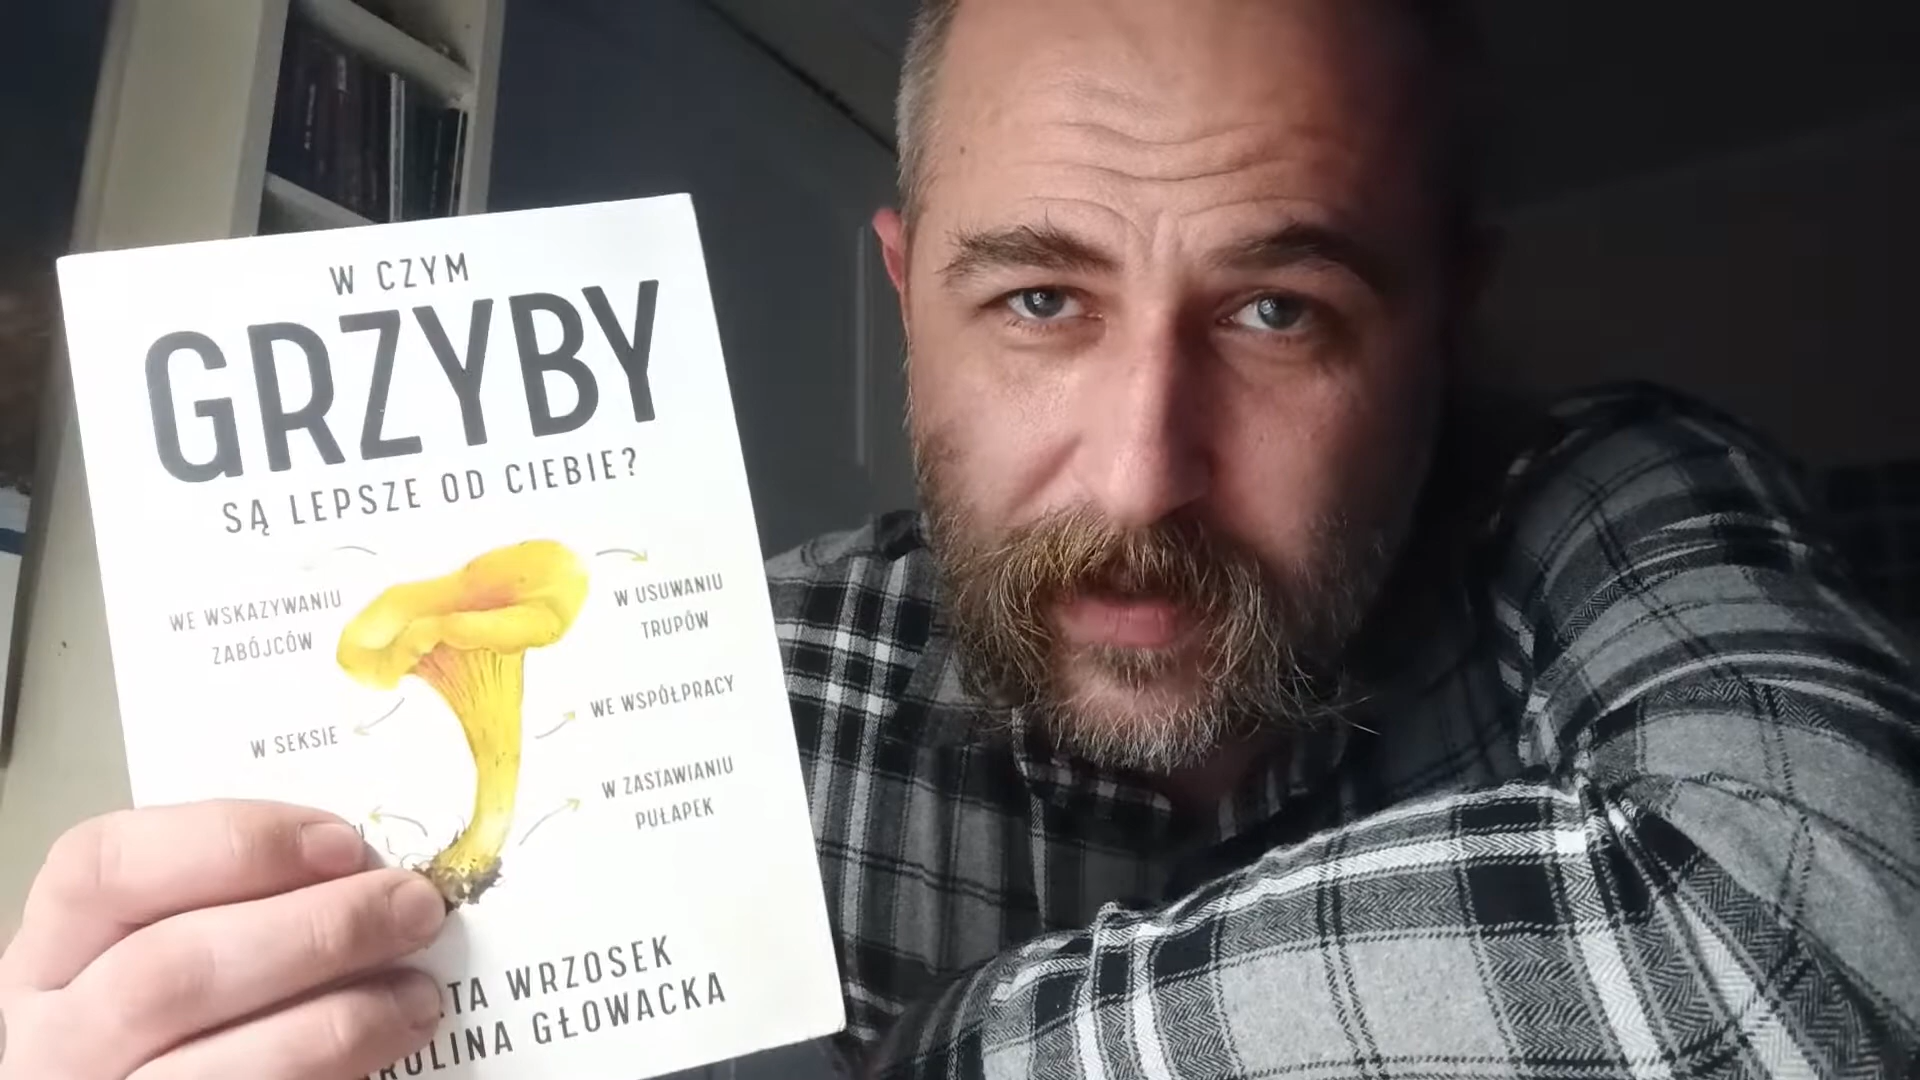 W CZYM
GRZYBY
SĄ LEPSZE OD CIEBIE?
WE WSKAZYWANIU
ZABÓJCÓW
W USUWANIU
TRUPÓW
W SEKSIE
WE WSPÓŁPRACY
W ZASTAWIANIU
PUŁAPEK
WRZOSEK
GŁOWACKA